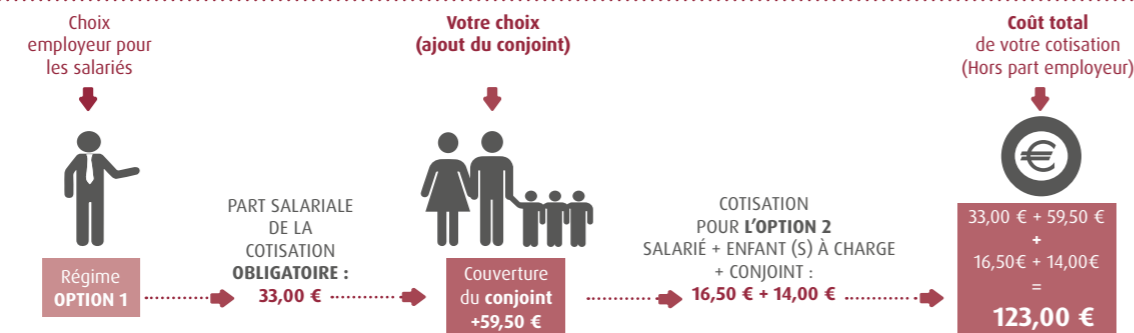 Choix
employeur pour
les salariés
Votre choix
(ajout du conjoint)
Coût total
de votre cotisation
(Hors part employeur)
Régime
OPTION 1
PART SALARIALE
DE LA
COTISATION
OBLIGATOIRE :
33,00 €
Couverture
du conjoint
+59,50 €
COTISATION
POUR L'OPTION 2
SALARIÉ + ENFANT (S) À CHARGE
+ CONJOINT :
16,50 € + 14,00 €
€
33,00 € + 59,50 €
+
16,50€ + 14,00€
=
123,00 €